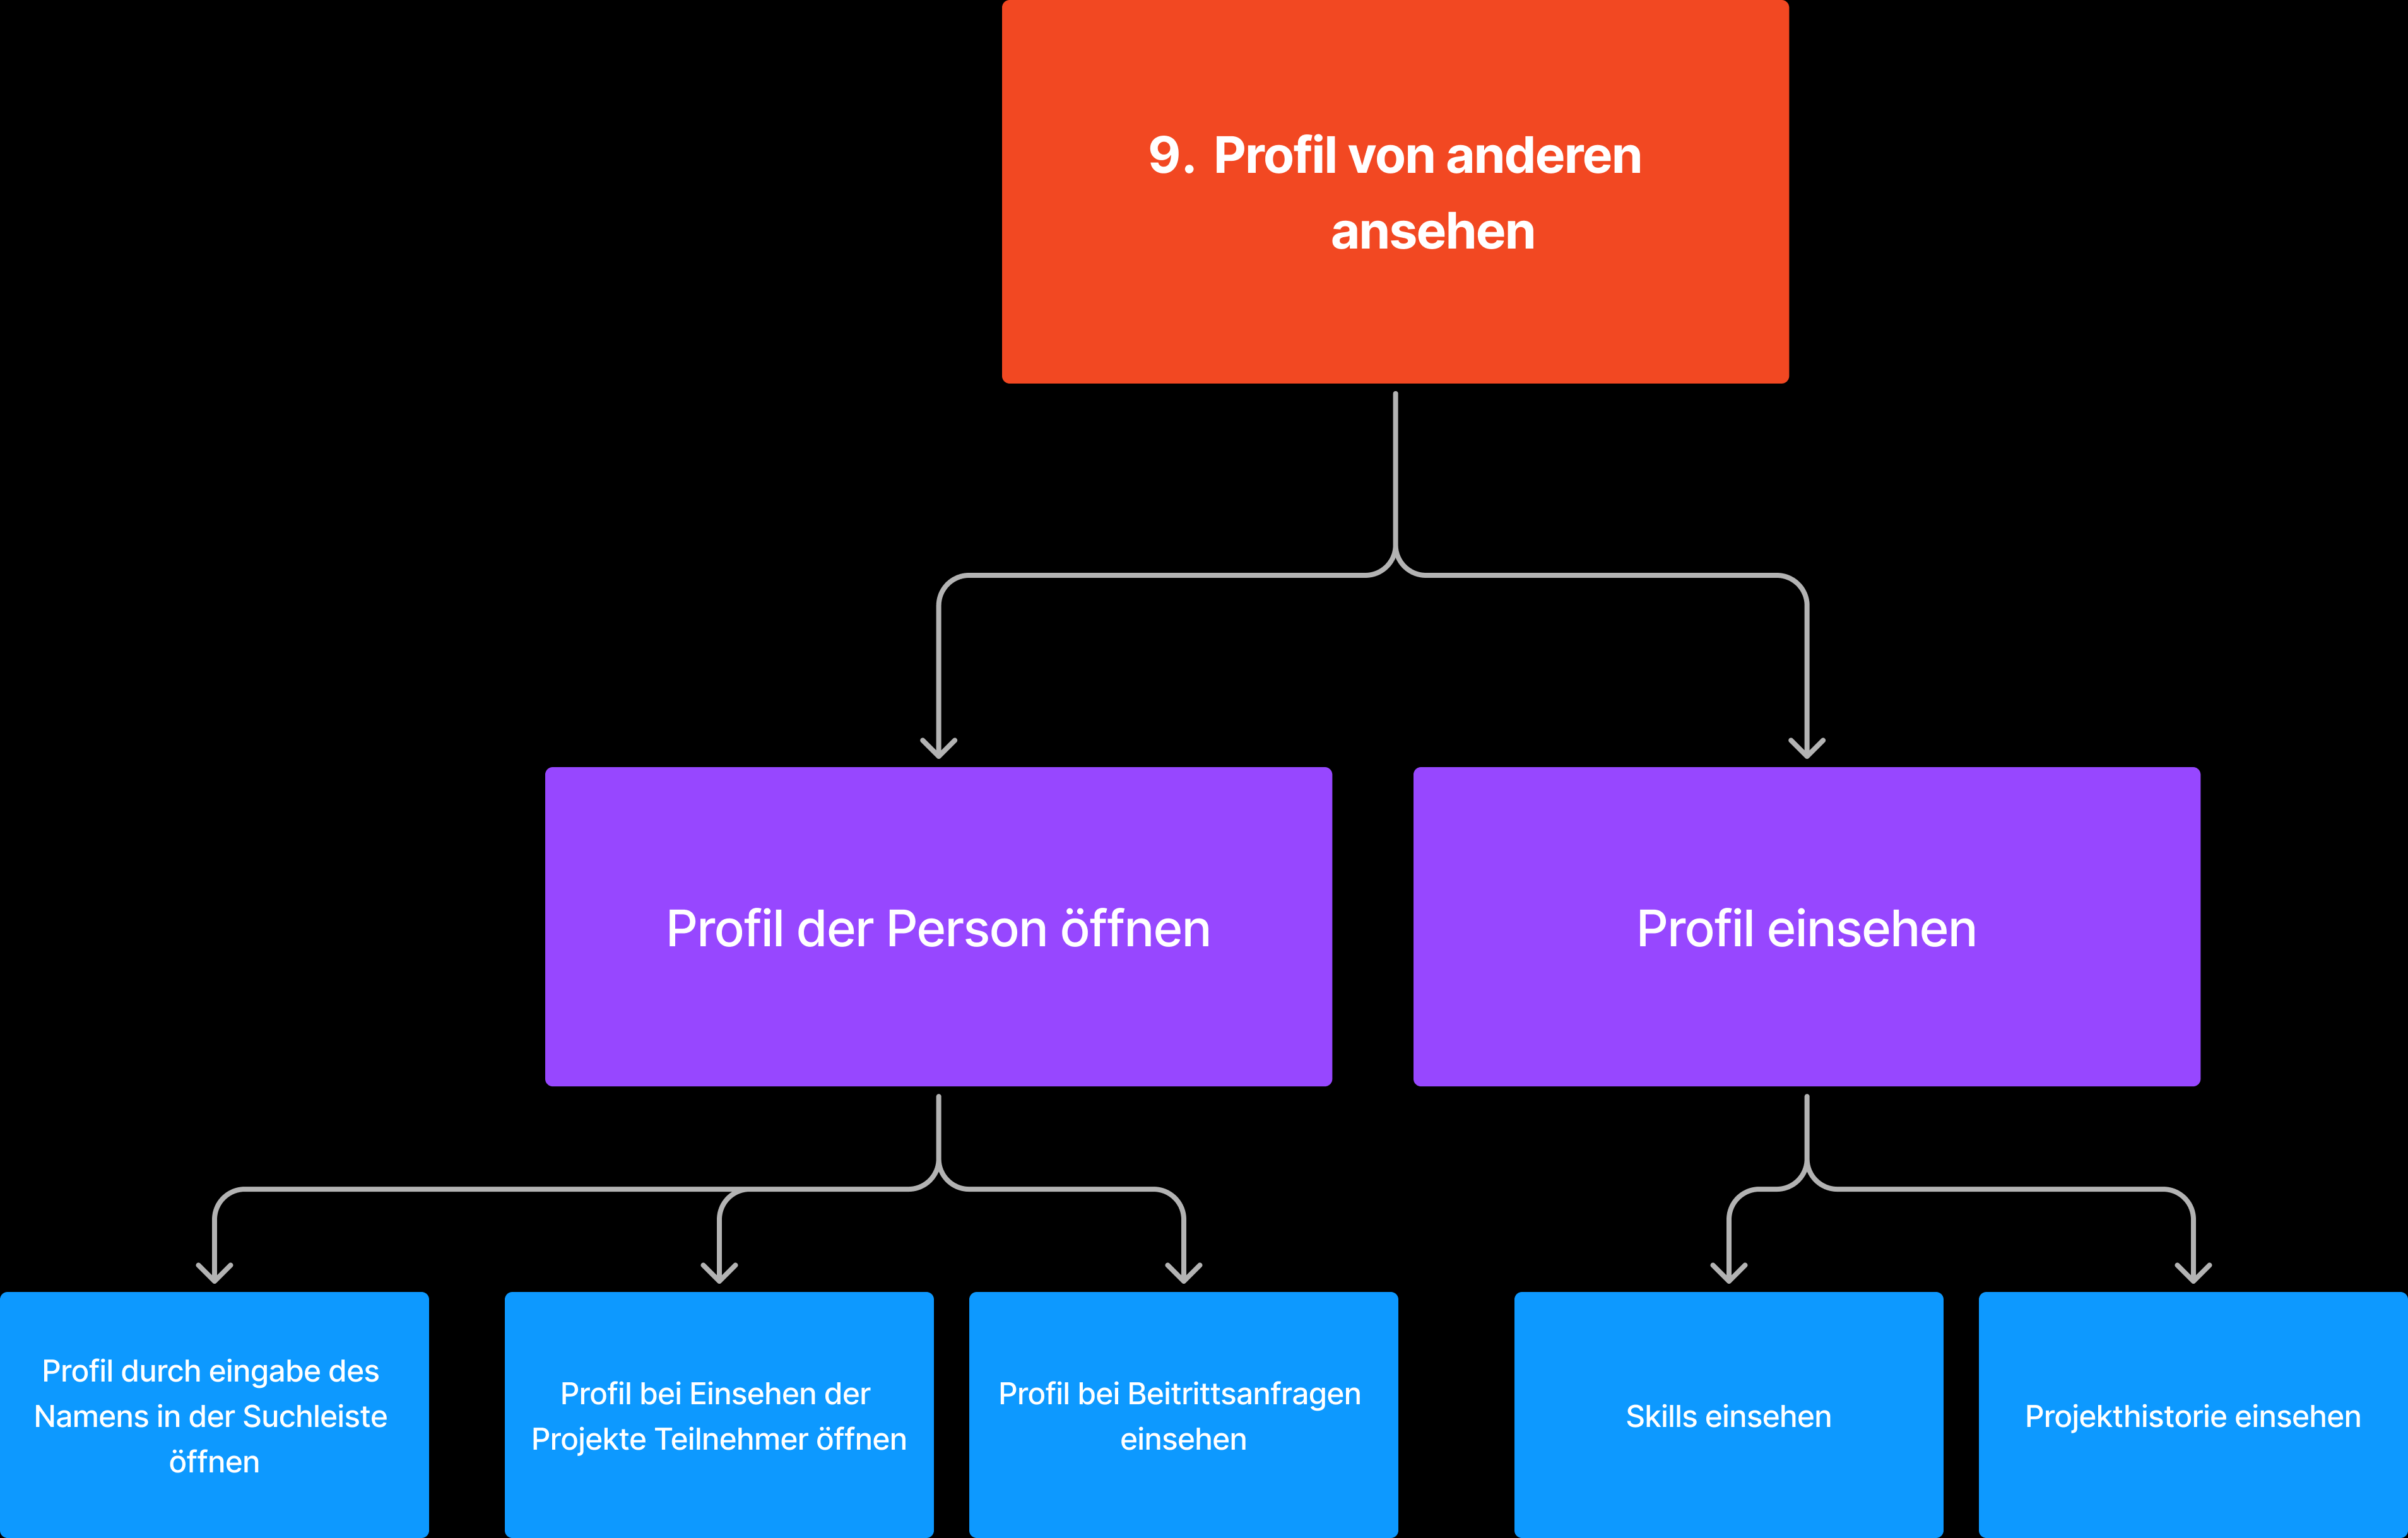 9. Profil von anderen
ansehen
Profil der Person öffnen
Profil einsehen
Profil durch eingabe des
Namens in der Suchleiste
öffnen
Profil bei Einsehen der
Projekte Teilnehmer öffnen
Profil bei Beitrittsanfragen
einsehen
Skills einsehen
Projekthistorie einsehen